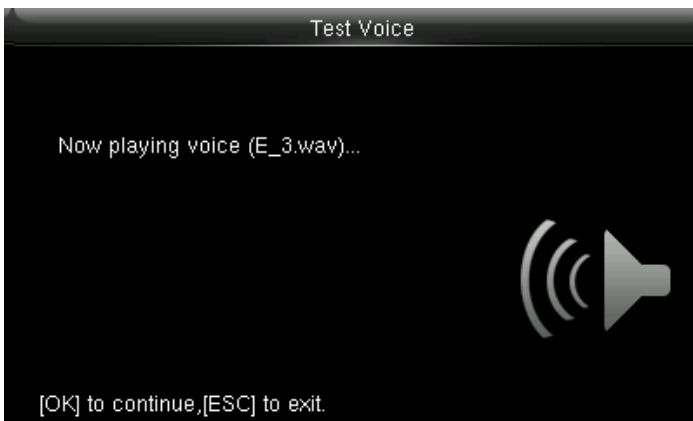 Test Voice
Now playing voice (E_3.wav)...
[OK] to continue,[ESC] to exit.